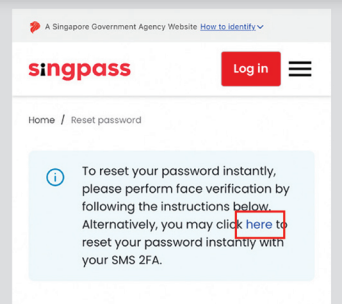 A Singapore Government Agency Website How to identify
singpass
Log in
Home / Reset password
To reset your password instantly,
please perform face verification by
following the instructions below.
Alternatively, you may click here to
reset your password instantly with
your SMS 2FA.